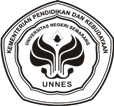 KEMENTERIAN PENDIDIKAN DAN KEBUDAYAAN
UNIVERSITAS NEGERI SEMARANG
UNNES